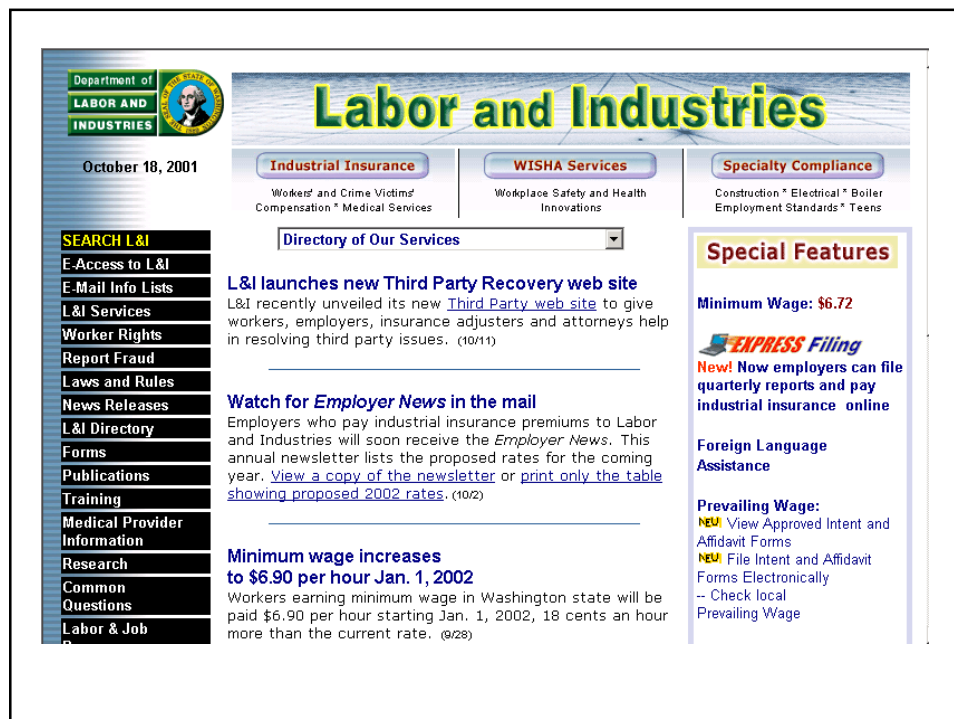 Department of
LABOR AND
INDUSTRIES
Labor and Industries
October 18, 2001
Industrial Insurance
Workers' and Crime Victims'
Compensation * Medical Services
WISHA Services
Workplace Safety and Health
Innovations
Specialty Compliance
Construction * Electrical * Boiler
Employment Standards * Teens
SEARCH L&I
E-Access to L&I
E-Mail Info Lists
L&I Services
Worker Rights
Report Fraud
Laws and Rules
News Releases
L&I Directory
Forms
Publications
Training
Medical Provider
Information
Research
Common
Questions
Labor & Job
Directory of Our Services
L&I launches new Third Party Recovery web site
L&I recently unveiled its new Third Party web site to give
workers, employers, insurance adjusters and attorneys help
in resolving third party issues. (10/11)
Watch for Employer News in the mail
Employers who pay industrial insurance premiums to Labor
and Industries will soon receive the Employer News. This
annual newsletter lists the proposed rates for the coming
year. View a copy of the newsletter or print only the table
showing proposed 2002 rates. (10/2)
Minimum wage increases
to $6.90 per hour Jan. 1, 2002
Workers earning minimum wage in Washington state will be
paid $6.90 per hour starting Jan. 1, 2002, 18 cents an hour
more than the current rate. (9/28)
Special Features
Minimum Wage: $6.72
EXPRESS Filing
New! Now employers can file
quarterly reports and pay
industrial insurance online
Foreign Language
Assistance
Prevailing Wage:
NEW View Approved Intent and
Affidavit Forms
NEW File Intent and Affidavit
Forms Electronically
-- Check local
Prevailing Wage